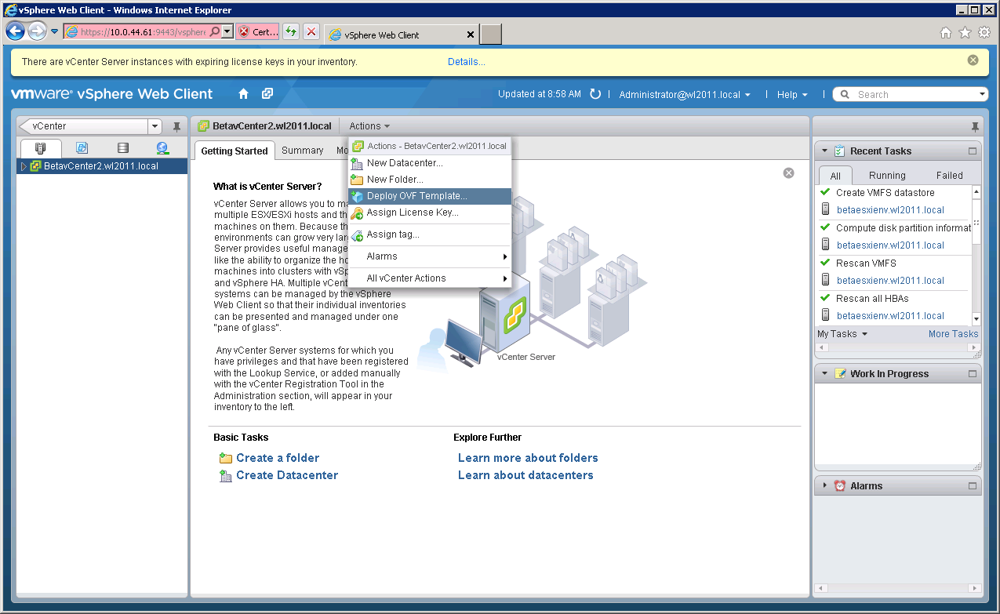 vSphere Web Client - Windows Internet Explorer
https://10.0.44.61:9443/vsphere
Cert...
vSphere Web Client
There are vCenter Server instances with expiring license keys in your inventory.
Details...
vmware® vSphere Web Client
Updated at 8:58 AM
Administrator@wl2011.local
Help
Search
vCenter
BetavCenter2.wl2011.local
BetavCenter2.wl2011.local
Actions
Getting Started
Summary
Mo
Actions - BetavCenter2.wl2011.local
New Datacenter...
New Folder...
Deploy OVF Template...
Assign License Key...
Assign tag...
Alarms
All vCenter Actions
What is vCenter Server?
vCenter Server allows you to ma
multiple ESX/ESXi hosts and th
machines on them. Because th
environments can grow very lar
Server provides useful manage
like the ability to organize the ho
machines into clusters with vSp
and vSphere HA. Multiple vCent
systems can be managed by the vSphere
Web Client so that their individual inventories
can be presented and managed under one
"pane of glass".
Any vCenter Server systems for which you
have privileges and that have been registered
with the Lookup Service, or added manually
with the vCenter Registration Tool in the
Administration section, will appear in your
inventory to the left.
vCenter Server
Basic Tasks
Create a folder
Create Datacenter
Explore Further
Learn more about folders
Learn about datacenters
Recent Tasks
All
Running
Failed
Create VMFS datastore
betaesxienv.wl2011.local
Compute disk partition informat
betaesxienv.wl2011.local
Rescan VMFS
betaesxienv.wl2011.local
Rescan all HBAs
betaesxienv.wl2011.local
My Tasks
More Tasks
Work In Progress
Alarms